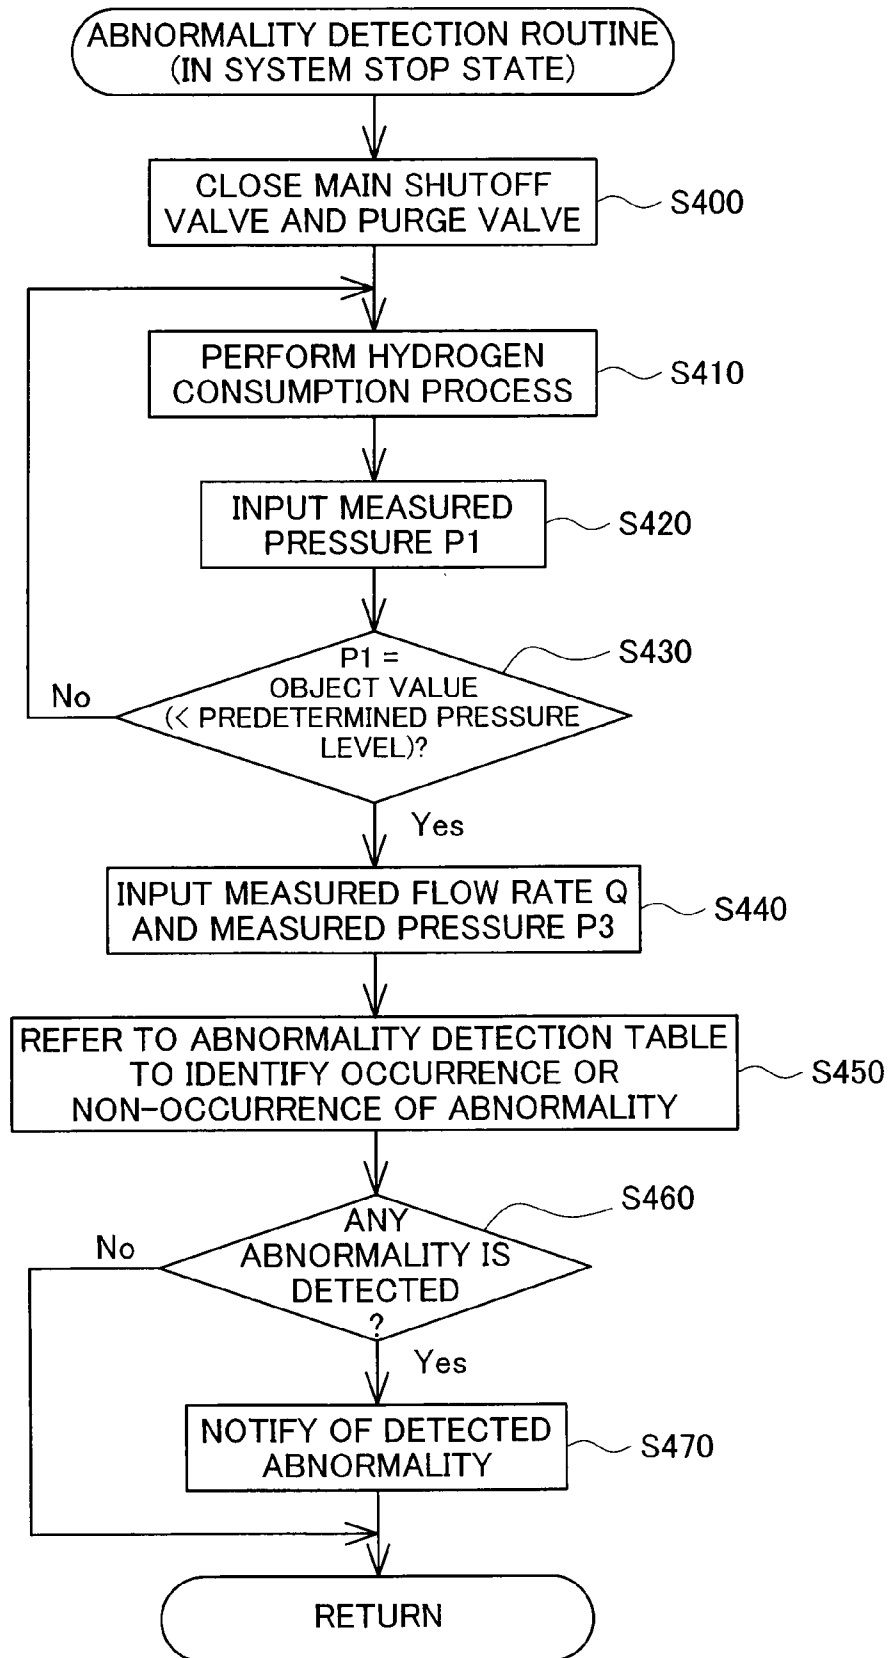 ABNORMALITY DETECTION ROUTINE
(IN SYSTEM STOP STATE)
CLOSE MAIN SHUTOFF
VALVE AND PURGE VALVE
S400
PERFORM HYDROGEN
CONSUMPTION PROCESS
S410
INPUT MEASURED
PRESSURE P1
S420
P1 =
OBJECT VALUE
(< PREDETERMINED PRESSURE
LEVEL)?
S430
No
Yes
INPUT MEASURED FLOW RATE Q
AND MEASURED PRESSURE P3
S440
REFER TO ABNORMALITY DETECTION TABLE
TO IDENTIFY OCCURRENCE OR
NON-OCCURRENCE OF ABNORMALITY
S450
ANY
ABNORMALITY IS
DETECTED
?
S460
No
Yes
NOTIFY OF DETECTED
ABNORMALITY
S470
RETURN